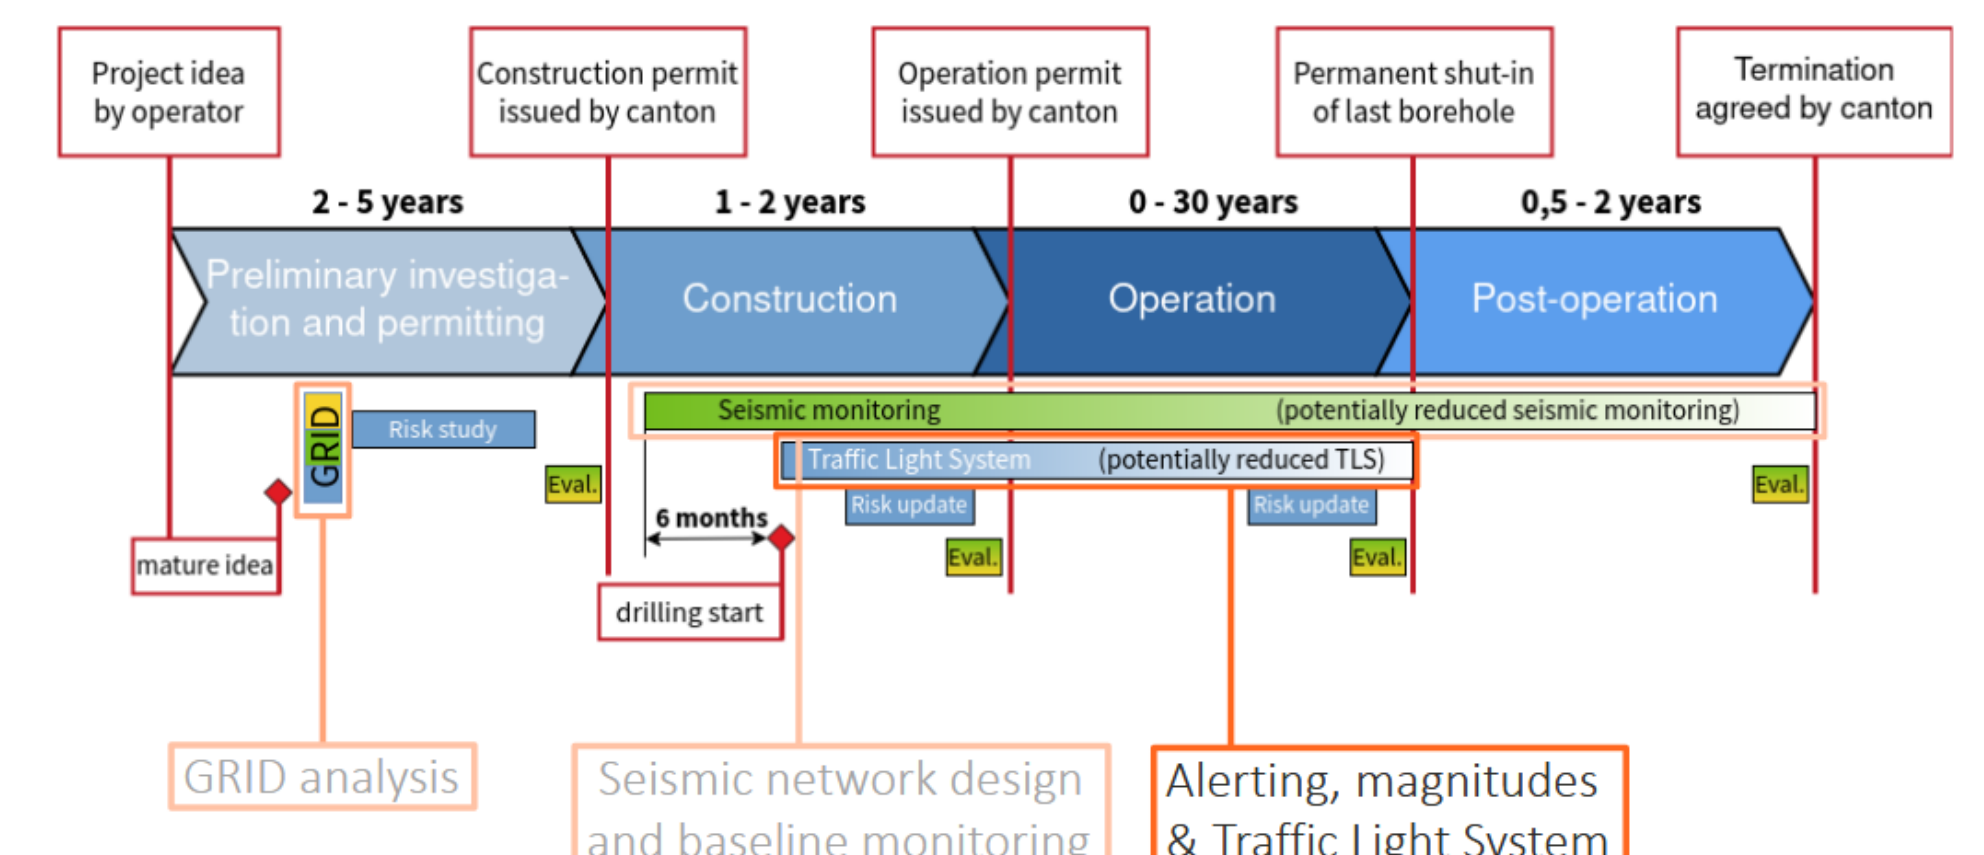 Project idea
by operator
Construction permit
issued by canton
Operation permit
issued by canton
Permanent shut-in
of last borehole
Termination
agreed by canton
2 - 5 years
1 - 2 years
0 - 30 years
0,5 - 2 years
Preliminary investiga-
tion and permitting
Construction
Operation
Post-operation
GRID
Risk study
Eval.
mature idea
Seismic monitoring
(potentially reduced seismic monitoring)
Traffic Light System
(potentially reduced TLS)
Risk update
Risk update
6 months
Eval.
Eval.
Eval.
drilling start
GRID analysis
Seismic network design
and baseline monitoring
Alerting, magnitudes
& Traffic Light System